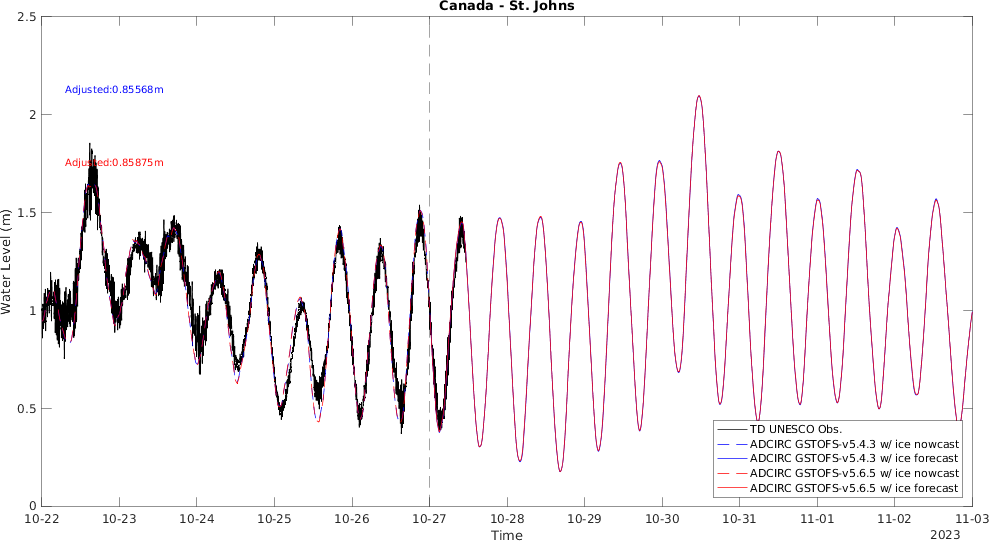 Canada - St. Johns
2.5
2
1.5
1
0.5
0
Water Level (m)
Adjusted:0.85568m
Adjusted:0.85875m
TD UNESCO Obs.
ADCIRC GSTOFS-v5.4.3 w/ ice nowcast
ADCIRC GSTOFS-v5.4.3 w/ ice forecast
ADCIRC GSTOFS-v5.6.5 w/ ice nowcast
ADCIRC GSTOFS-v5.6.5 w/ ice forecast
10-22 10-23 10-24 10-25 10-26 10-27 10-28 10-29 10-30 10-31 11-01 11-02 11-03
Time
2023